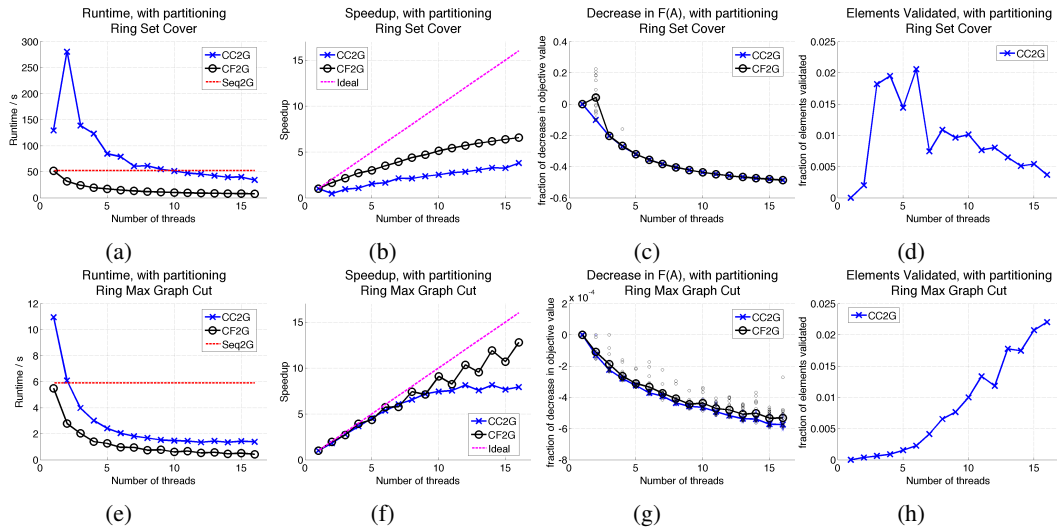 Runtime, with partitioning
Ring Set Cover
300
250
200
150
100
50
0
0
5
10
15
Runtime / s
Number of threads
CC2G
CF2G
Seq2G
(a)
Speedup, with partitioning
Ring Set Cover
15
10
5
0
0
5
10
15
Speedup
Number of threads
CC2G
CF2G
Ideal
(b)
Decrease in F(A), with partitioning
Ring Set Cover
0.4
0.2
0
-0.2
-0.4
-0.6
0
5
10
15
fraction of decrease in objective value
Number of threads
CC2G
CF2G
(c)
Elements Validated, with partitioning
Ring Set Cover
0.025
0.02
0.015
0.01
0.005
0
0
5
10
15
fraction of elements validated
Number of threads
CC2G
(d)
Runtime, with partitioning
Ring Max Graph Cut
12
10
8
6
4
2
0
0
5
10
15
Runtime / s
Number of threads
CC2G
CF2G
Seq2G
(e)
Speedup, with partitioning
Ring Max Graph Cut
15
10
5
0
0
5
10
15
Speedup
Number of threads
CC2G
CF2G
Ideal
(f)
Decrease in F(A), with partitioning
Ring Max Graph Cut
x 10-4
2
0
-2
-4
-6
-8
0
5
10
15
fraction of decrease in objective value
Number of threads
CC2G
CF2G
(g)
Elements Validated, with partitioning
Ring Max Graph Cut
0.025
0.02
0.015
0.01
0.005
0
0
5
10
15
fraction of elements validated
Number of threads
CC2G
(h)